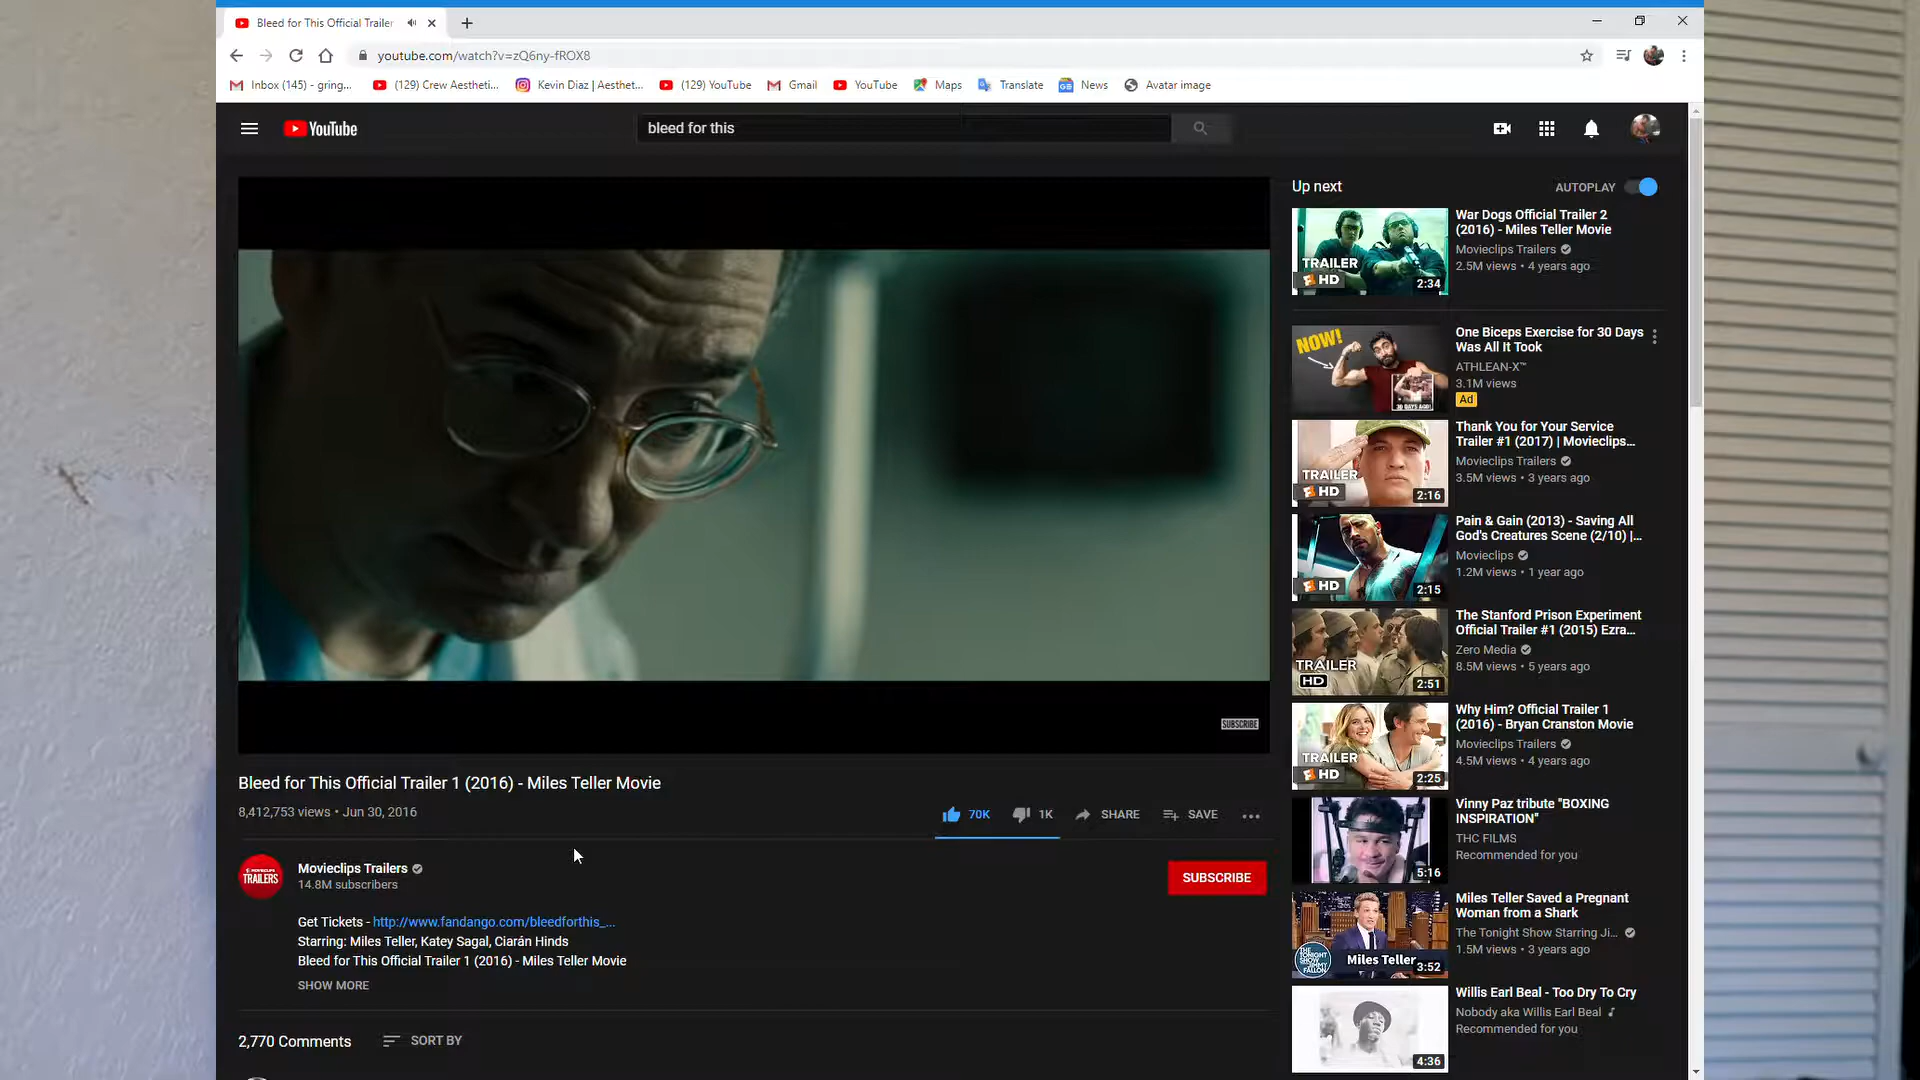 Bleed for This Official Trailer
youtube.com/watch?v=zQ6ny-fROX8
Inbox (145) - gring...
(129) Crew Aestheti...
Kevin Diaz | Aesthet...
(129) YouTube
Gmail
YouTube
Maps
Translate
News
Avatar image
YouTube
bleed for this
Up next
AUTOPLAY
TRAILER
HD
2:34
War Dogs Official Trailer 2
(2016) - Miles Teller Movie
Movieclips Trailers
2.5M views • 4 years ago
NOW!
30 DAYS AGO!
One Biceps Exercise for 30 Days
Was All It Took
ATHLEAN-X™
3.1M views
Ad
TRAILER
HD
2:16
Thank You for Your Service
Trailer #1 (2017) | Movieclips...
Movieclips Trailers
3.5M views • 3 years ago
HD
2:15
Pain & Gain (2013) - Saving All
God's Creatures Scene (2/10) |...
Movieclips
1.2M views • 1 year ago
TRAILER
HD
2:51
The Stanford Prison Experiment
Official Trailer #1 (2015) Ezra...
Zero Media
8.5M views • 5 years ago
TRAILER
HD
2:25
Why Him? Official Trailer 1
(2016) - Bryan Cranston Movie
Movieclips Trailers
4.5M views • 4 years ago
5:16
Vinny Paz tribute "BOXING
INSPIRATION"
THC FILMS
Recommended for you
THE TONIGHT SHOW
JIMMY FALLON
Miles Teller
3:52
Miles Teller Saved a Pregnant
Woman from a Shark
The Tonight Show Starring Ji...
1.5M views • 3 years ago
4:36
Willis Earl Beal - Too Dry To Cry
Nobody aka Willis Earl Beal
Recommended for you
SUBSCRIBE
Bleed for This Official Trailer 1 (2016) - Miles Teller Movie
8,412,753 views • Jun 30, 2016
70K
1K
SHARE
SAVE
MOVIECLIPS
TRAILERS
Movieclips Trailers
14.8M subscribers
SUBSCRIBE
Get Tickets - http://www.fandango.com/bleedforthis_...
Starring: Miles Teller, Katey Sagal, Ciarán Hinds
Bleed for This Official Trailer 1 (2016) - Miles Teller Movie
SHOW MORE
2,770 Comments
SORT BY